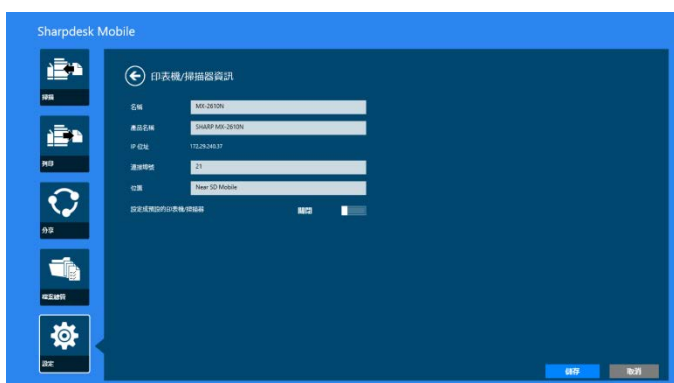 Sharpdesk Mobile
掃描
列印
分享
檔案總管
設定
印表機/掃描器資訊
名稱 MX-2610N
產品名稱 SHARP MX-2610N
IP 位址 172.29.240.37
連接埠號 21
位置 Near SD Mobile
設定成預設的印表機/掃描器 關閉
儲存 取消